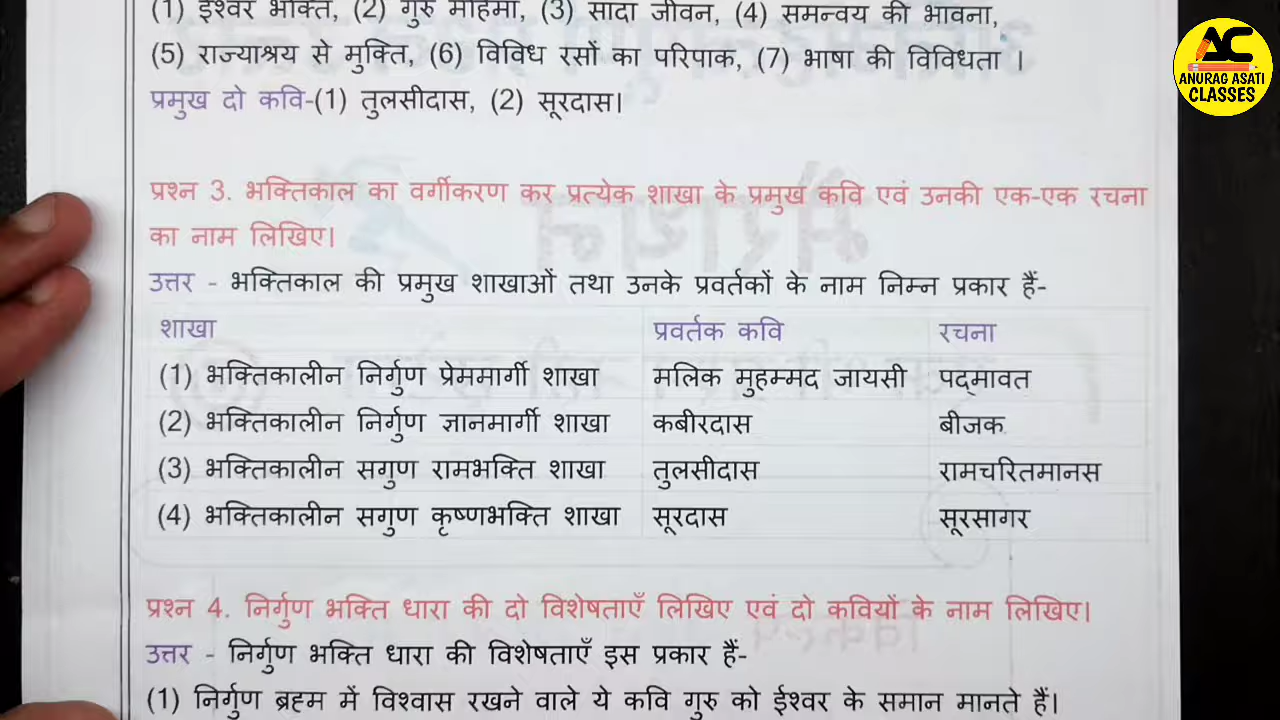 (1) ईश्वर भक्ति, (2) गुरु महिमा, (3) सादा जीवन, (4) समन्वय की भावना,
(5) राज्याश्रय से मुक्ति, (6) विविध रसों का परिपाक, (7) भाषा की विविधता ।
प्रमुख दो कवि-(1) तुलसीदास, (2) सूरदास।
प्रश्न 3. भक्तिकाल का वर्गीकरण कर प्रत्येक शाखा के प्रमुख कवि एवं उनकी एक-एक रचना
का नाम लिखिए।
उत्तर - भक्तिकाल की प्रमुख शाखाओं तथा उनके प्रवर्तकों के नाम निम्न प्रकार हैं-
शाखा प्रवर्तक कवि रचना
(1) भक्तिकालीन निर्गुण प्रेममार्गी शाखा मलिक मुहम्मद जायसी पद्मावत
(2) भक्तिकालीन निर्गुण ज्ञानमार्गी शाखा कबीरदास बीजक
(3) भक्तिकालीन सगुण रामभक्ति शाखा तुलसीदास रामचरितमानस
(4) भक्तिकालीन सगुण कृष्णभक्ति शाखा सूरदास सूरसागर
प्रश्न 4. निर्गुण भक्ति धारा की दो विशेषताएँ लिखिए एवं दो कवियों के नाम लिखिए।
उत्तर - निर्गुण भक्ति धारा की विशेषताएँ इस प्रकार हैं-
(1) निर्गुण ब्रह्म में विश्वास रखने वाले ये कवि गुरु को ईश्वर के समान मानते हैं।
AC
ANURAG ASATI
CLASSES